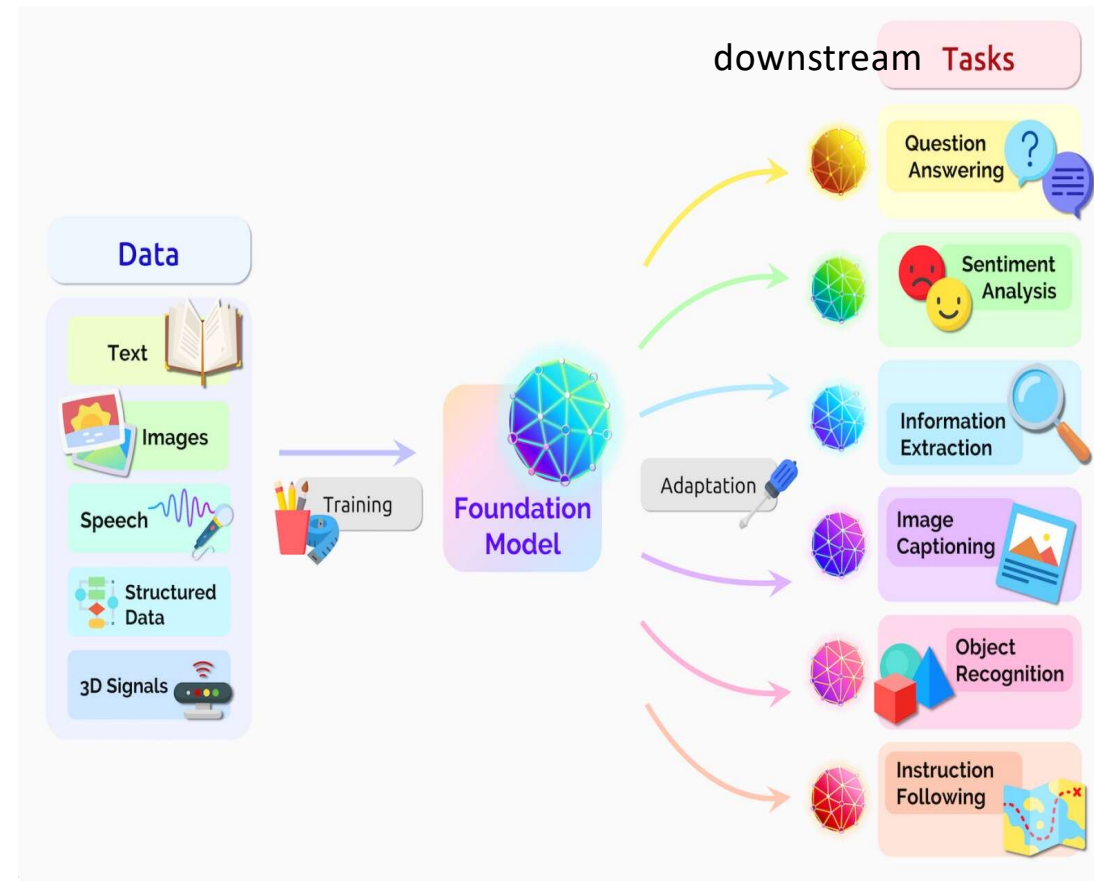 downstream Tasks
Data
Text
Images
Speech
Structured
Data
3D Signals
Training
Foundation
Model
Adaptation
Question
Answering
?
Sentiment
Analysis
Information
Extraction
Image
Captioning
Object
Recognition
Instruction
Following